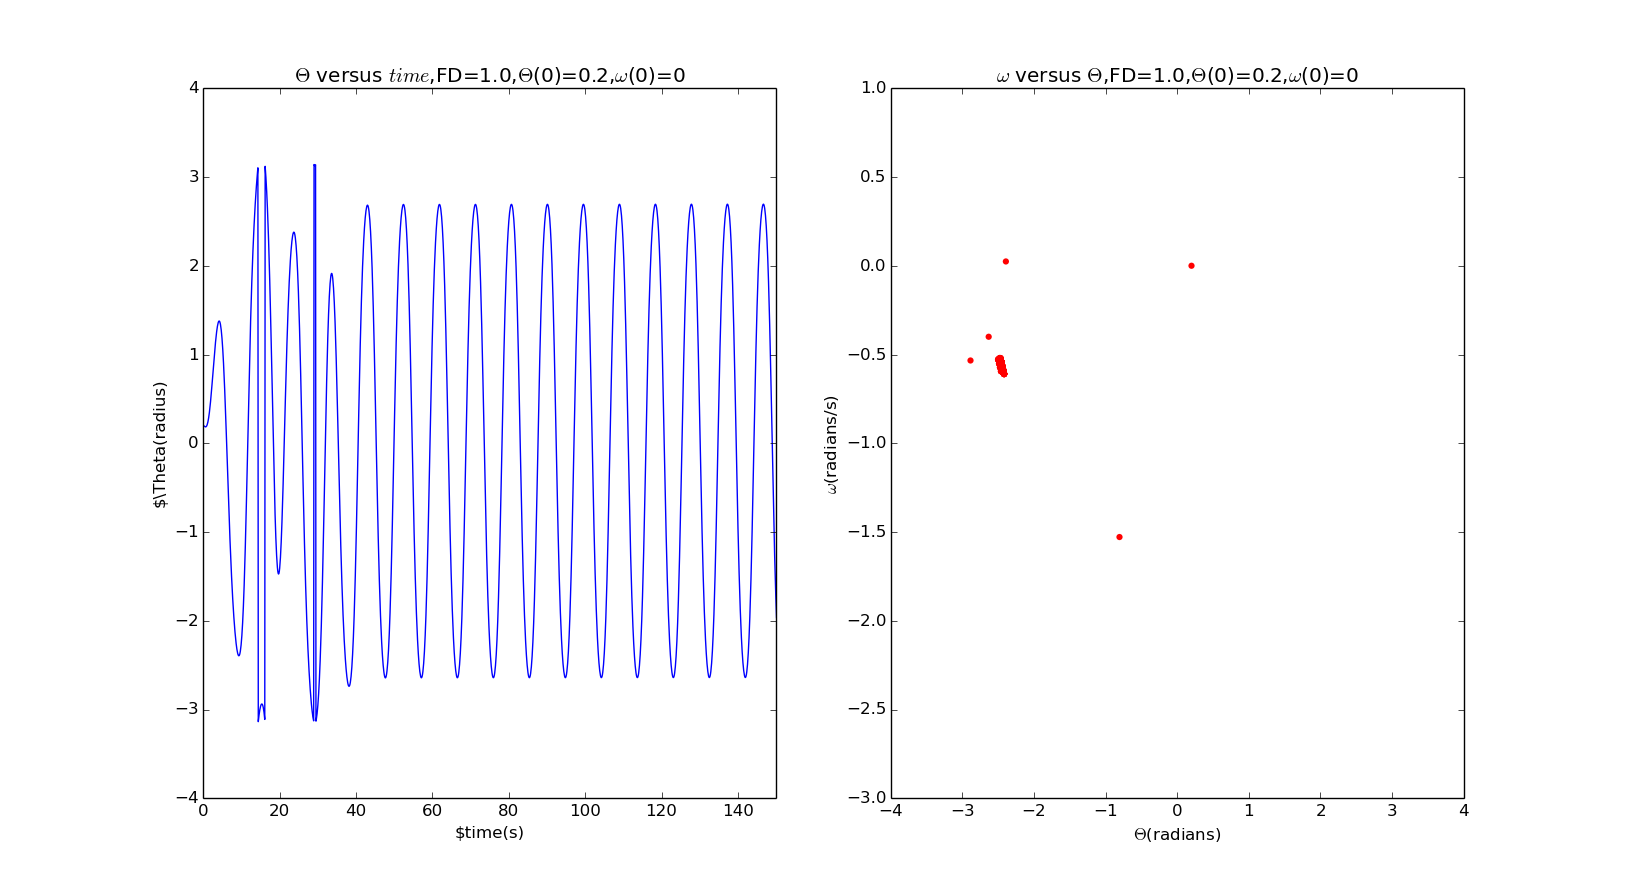 Θ versus time,FD=1.0,Θ(0)=0.2,ω(0)=0
4
3
2
1
0
−1
−2
−3
−4
$\Theta(radius)
0 20 40 60 80 100 120 140
$time(s)
ω versus Θ,FD=1.0,Θ(0)=0.2,ω(0)=0
1.0
0.5
0.0
−0.5
−1.0
−1.5
−2.0
−2.5
−3.0
ω(radians/s)
−4 −3 −2 −1 0 1 2 3 4
Θ(radians)